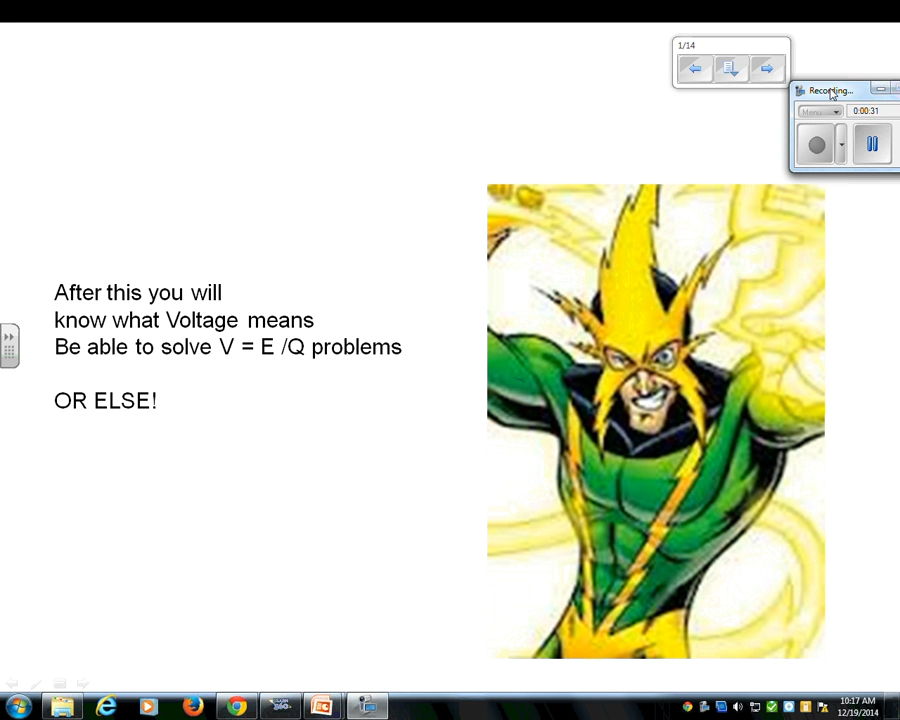 1/14
Recording...
Menu
0:00:31
After this you will
know what Voltage means
Be able to solve V = E /Q problems
OR ELSE!
10:17 AM
12/19/2014